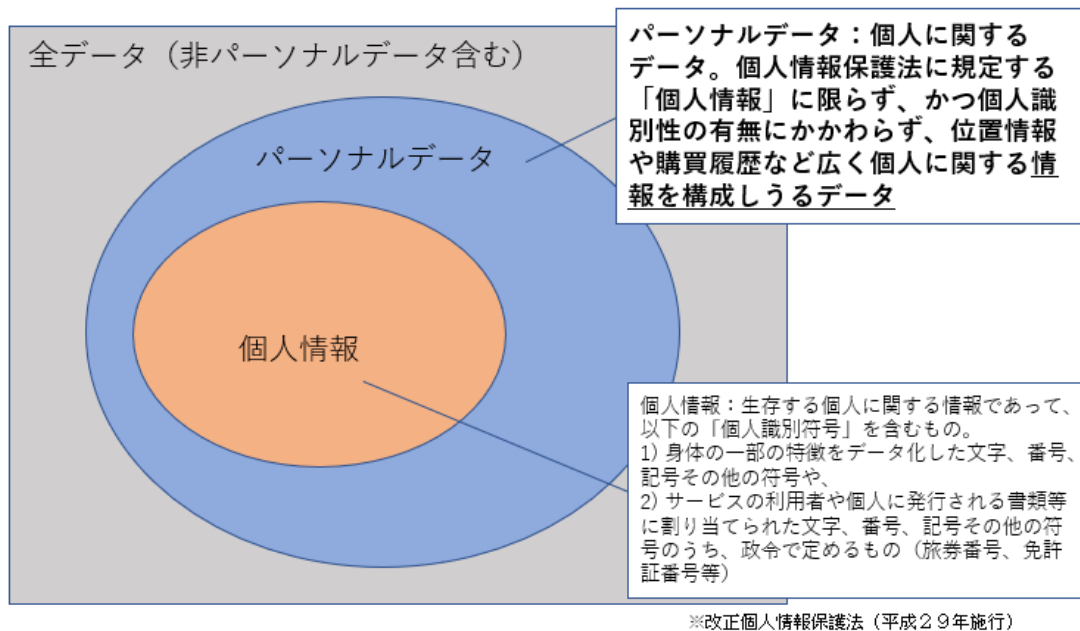 全データ（非パーソナルデータ含む）
パーソナルデータ：個人に関する
データ。個人情報保護法に規定する
「個人情報」に限らず、かつ個人識
別性の有無にかかわらず、位置情報
や購買履歴など広く個人に関する情
報を構成しうるデータ
パーソナルデータ
個人情報
個人情報：生存する個人に関する情報であって、
以下の「個人識別符号」を含むもの。
1) 身体の一部の特徴をデータ化した文字、番号、
記号その他の符号や、
2) サービスの利用者や個人に発行される書類等
に割り当てられた文字、番号、記号その他の符
号のうち、政令で定めるもの（旅券番号、免許
証番号等）
※改正個人情報保護法（平成２９年施行）